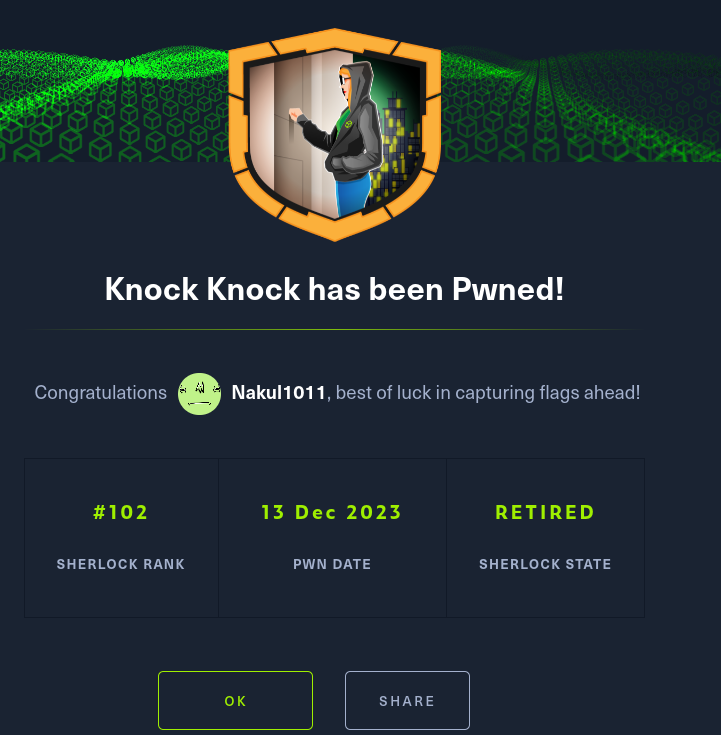 Knock Knock has been Pwned!
Congratulations Nakul1011, best of luck in capturing flags ahead!
#102 13 Dec 2023 RETIRED
SHERLOCK RANK PWN DATE SHERLOCK STATE
OK SHARE